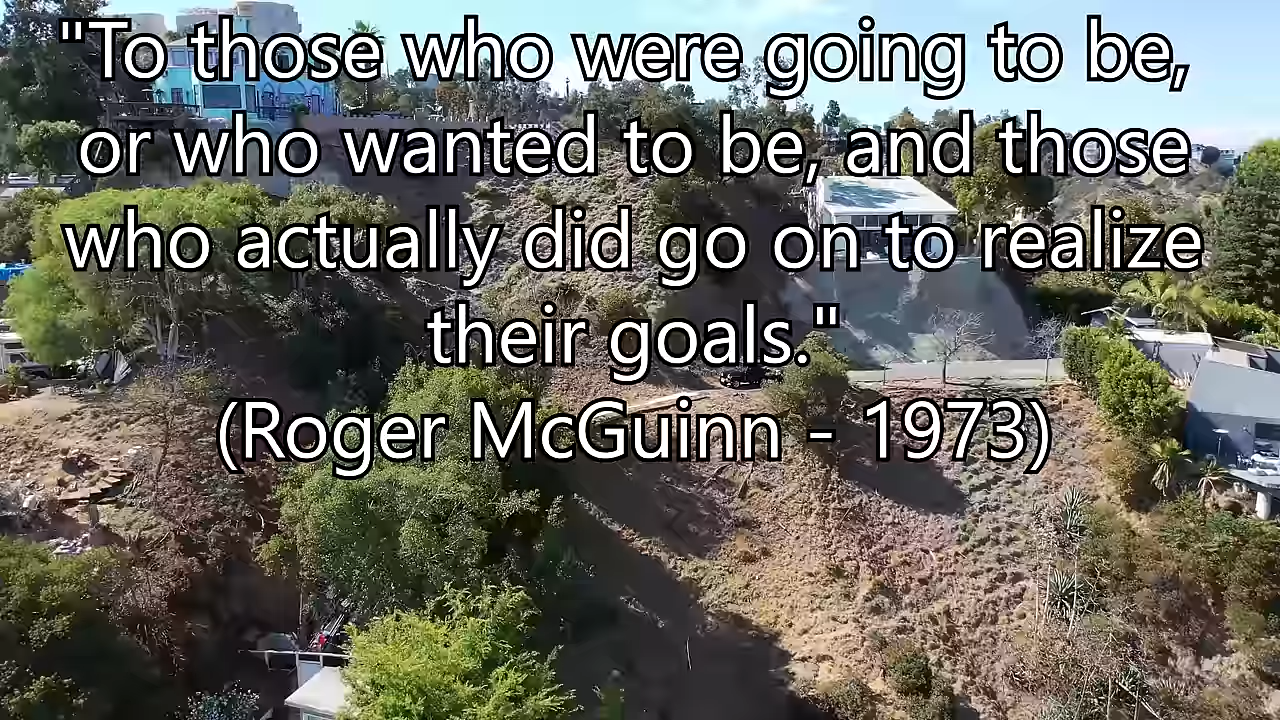 "To those who were going to be,
or who wanted to be, and those
who actually did go on to realize
their goals."
(Roger McGuinn - 1973)